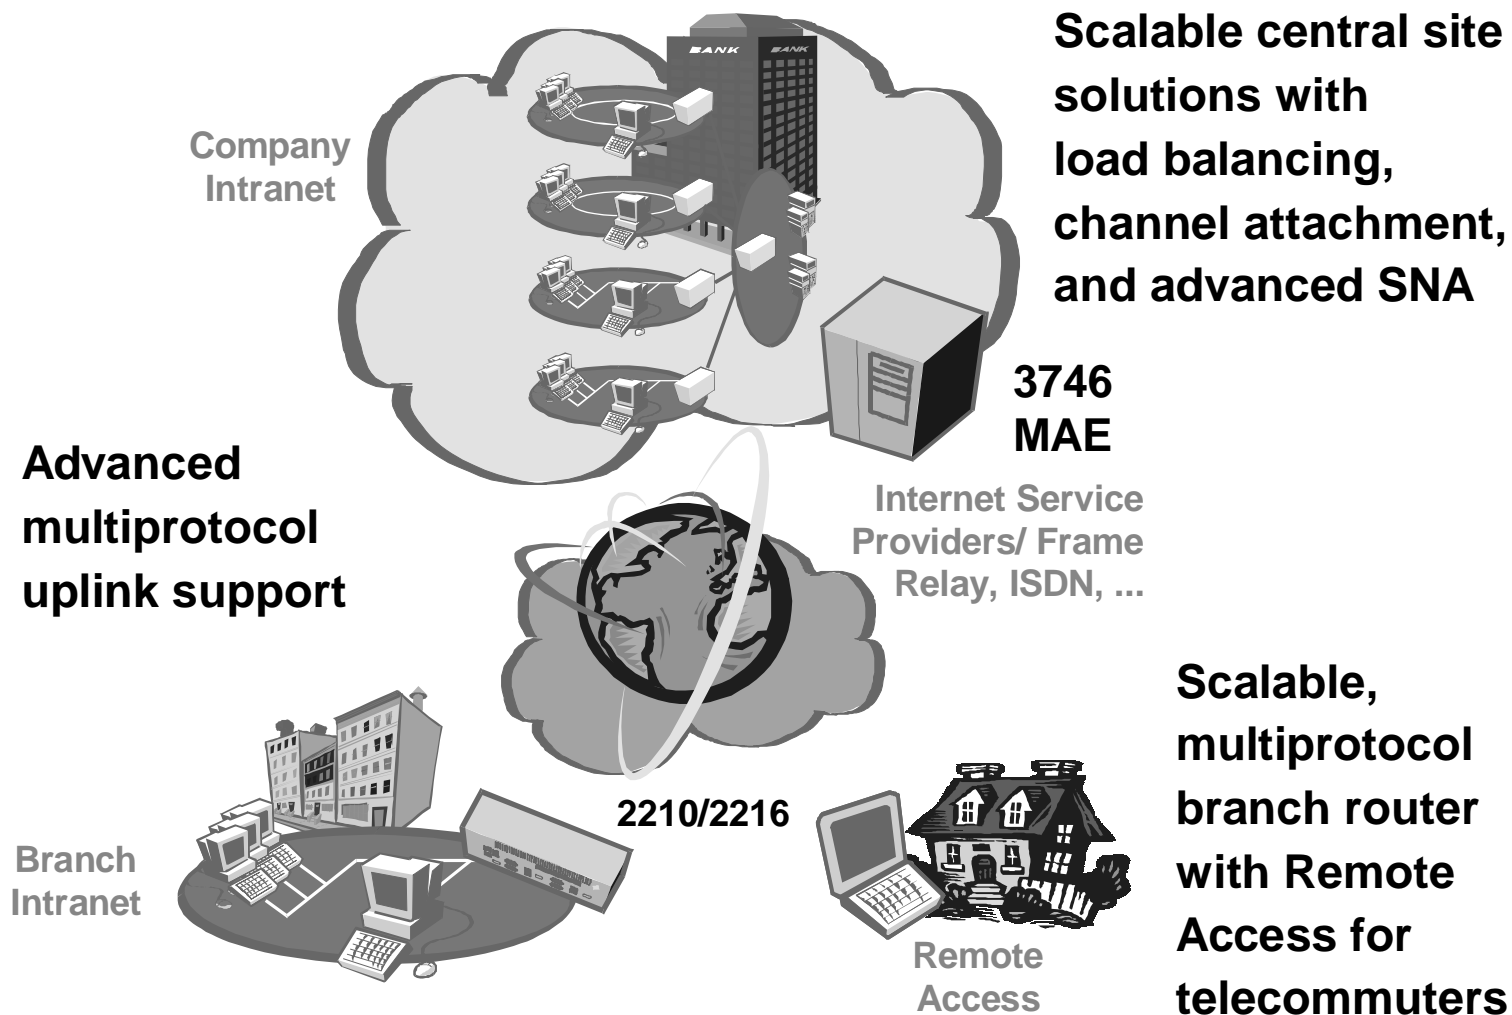 BANK
BANK
Scalable central site
solutions with
load balancing,
channel attachment,
and advanced SNA
Company
Intranet
3746
MAE
Advanced
multiprotocol
uplink support
Internet Service
Providers/ Frame
Relay, ISDN, ...
2210/2216
Branch
Intranet
Remote
Access
Scalable,
multiprotocol
branch router
with Remote
Access for
telecommuters